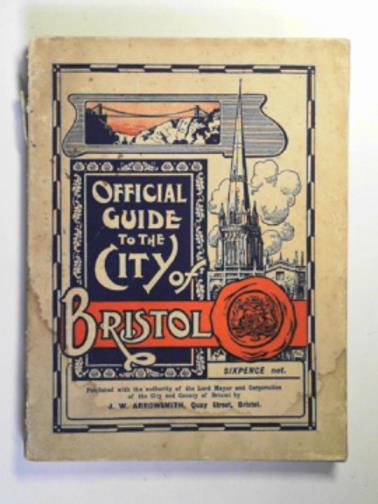 OFFICIAL
GUIDE
TO THE
CITY of
BRISTOL
SIXPENCE net.
Published with the authority of the Lord Mayor and Corporation
of the City and County of Bristol by
J. W. ARROWSMITH, Quay Street, Bristol.